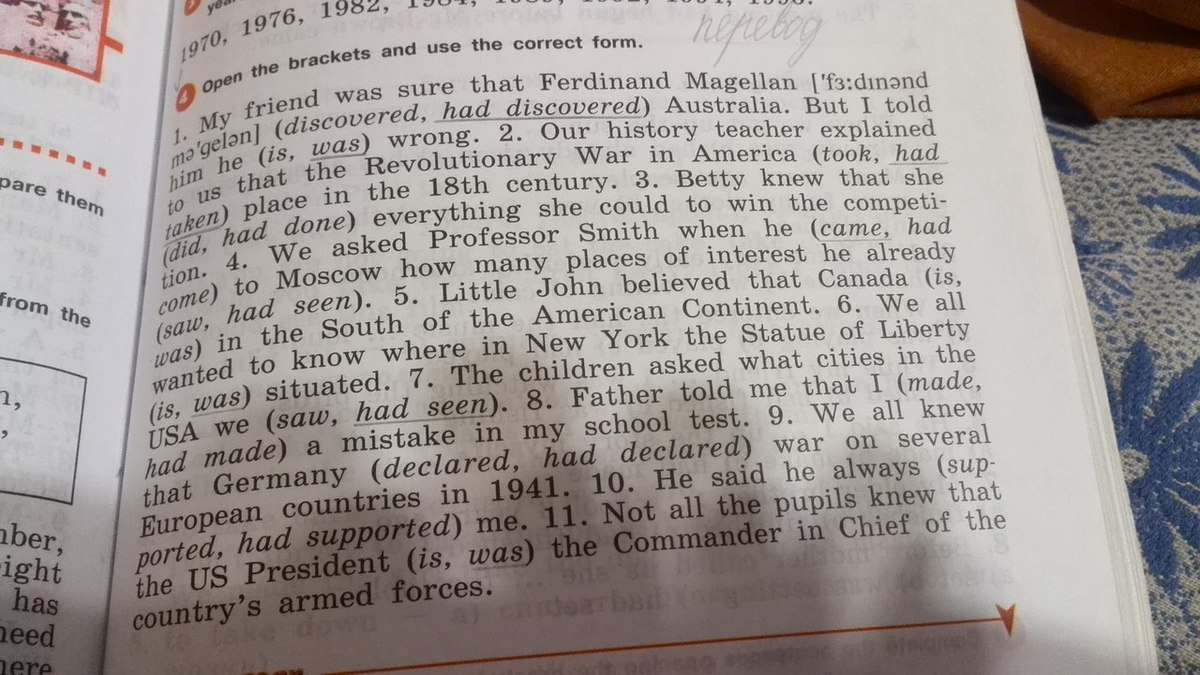 1970, 1976, 1982,
перевод
4 Open the brackets and use the correct form.
1. My friend was sure that Ferdinand Magellan [ˈfɜːdɪnənd
məˈgelən] (discovered, had discovered) Australia. But I told
him he (is, was) wrong. 2. Our history teacher explained
to us that the Revolutionary War in America (took, had
taken) place in the 18th century. 3. Betty knew that she
(did, had done) everything she could to win the competi-
tion. 4. We asked Professor Smith when he (came, had
come) to Moscow how many places of interest he already
(saw, had seen). 5. Little John believed that Canada (is,
was) in the South of the American Continent. 6. We all
wanted to know where in New York the Statue of Liberty
(is, was) situated. 7. The children asked what cities in the
USA we (saw, had seen). 8. Father told me that I (made,
had made) a mistake in my school test. 9. We all knew
that Germany (declared, had declared) war on several
European countries in 1941. 10. He said he always (sup-
ported, had supported) me. 11. Not all the pupils knew that
the US President (is, was) the Commander in Chief of the
country's armed forces.
pare them
from the
has